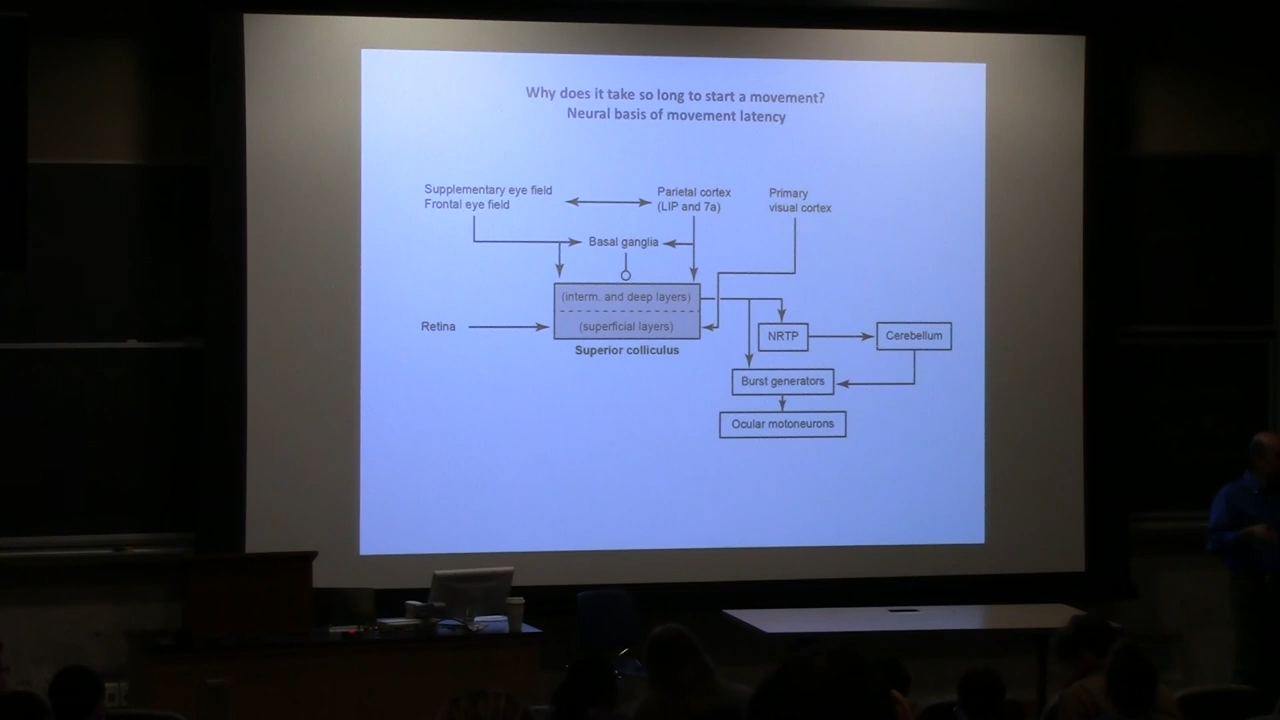 Why does it take so long to start a movement?
Neural basis of movement latency
Supplementary eye field
Frontal eye field
Parietal cortex
(LIP and 7a)
Primary
visual cortex
Basal ganglia
(interm. and deep layers)
Retina
(superficial layers)
Superior colliculus
NRTP
Cerebellum
Burst generators
Ocular motoneurons